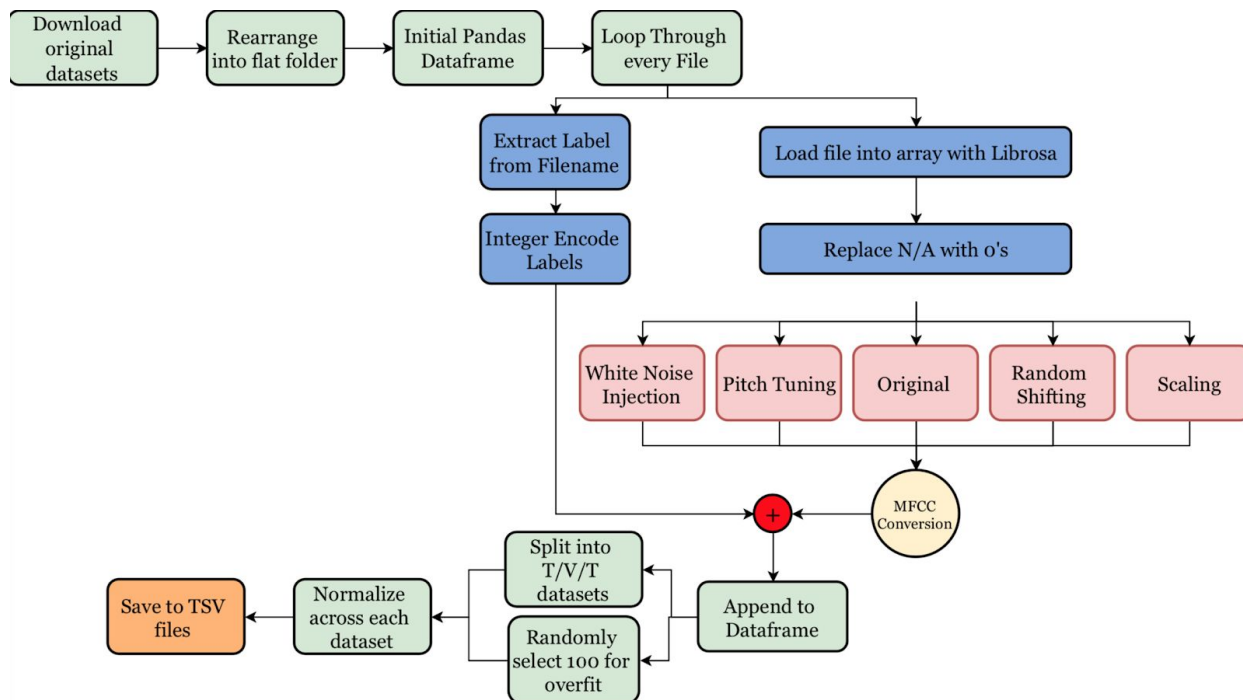 Download
original
datasets
Rearrange
into flat folder
Initial Pandas
Dataframe
Loop Through
every File
Extract Label
from Filename
Load file into array with Librosa
Integer Encode
Labels
Replace N/A with 0's
White Noise
Injection
Pitch Tuning
Original
Random
Shifting
Scaling
MFCC
Conversion
+
Split into
T/V/T
datasets
Save to TSV
files
Normalize
across each
dataset
Append to
Dataframe
Randomly
select 100 for
overfit